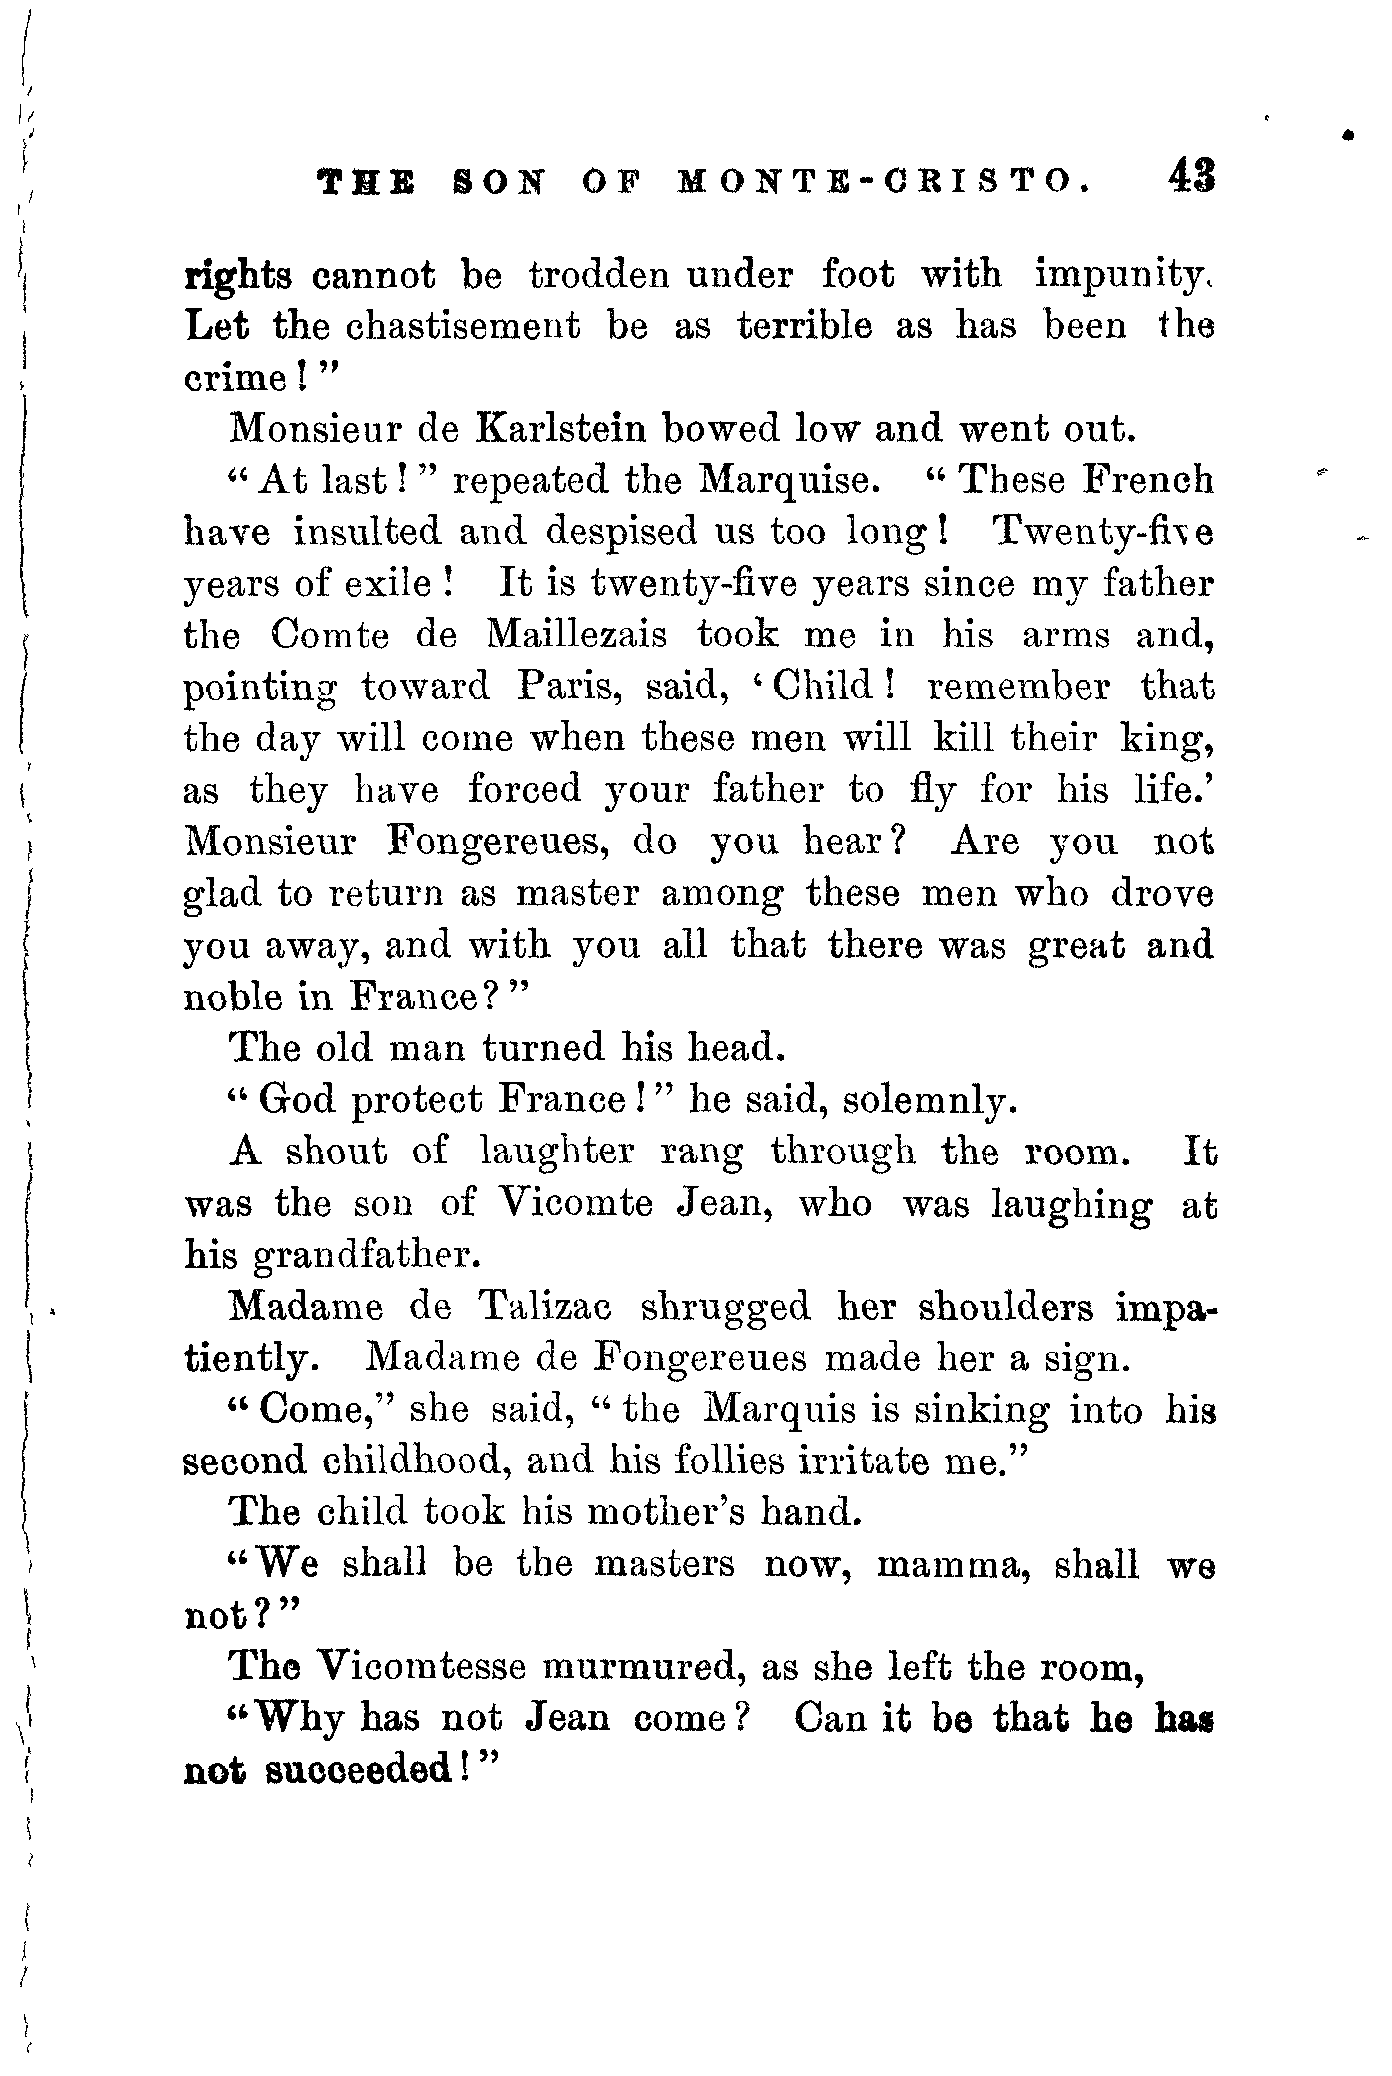 THE SON OF MONTE-CRISTO. 43
rights cannot be trodden under foot with impunity.
Let the chastisement be as terrible as has been the
crime!”
Monsieur de Karlstein bowed low and went out.
“At last!” repeated the Marquise. “These French
have insulted and despised us too long! Twenty-five
years of exile! It is twenty-five years since my father
the Comte de Maillezais took me in his arms and,
pointing toward Paris, said, ‘Child! remember that
the day will come when these men will kill their king,
as they have forced your father to fly for his life.’
Monsieur Fongereues, do you hear? Are you not
glad to return as master among these men who drove
you away, and with you all that there was great and
noble in France?”
The old man turned his head.
“God protect France!” he said, solemnly.
A shout of laughter rang through the room. It
was the son of Vicomte Jean, who was laughing at
his grandfather.
Madame de Talizac shrugged her shoulders impa-
tiently. Madame de Fongereues made her a sign.
“Come,” she said, “the Marquis is sinking into his
second childhood, and his follies irritate me.”
The child took his mother’s hand.
“We shall be the masters now, mamma, shall we
not?”
The Vicomtesse murmured, as she left the room,
“Why has not Jean come? Can it be that he has
not succeeded!”